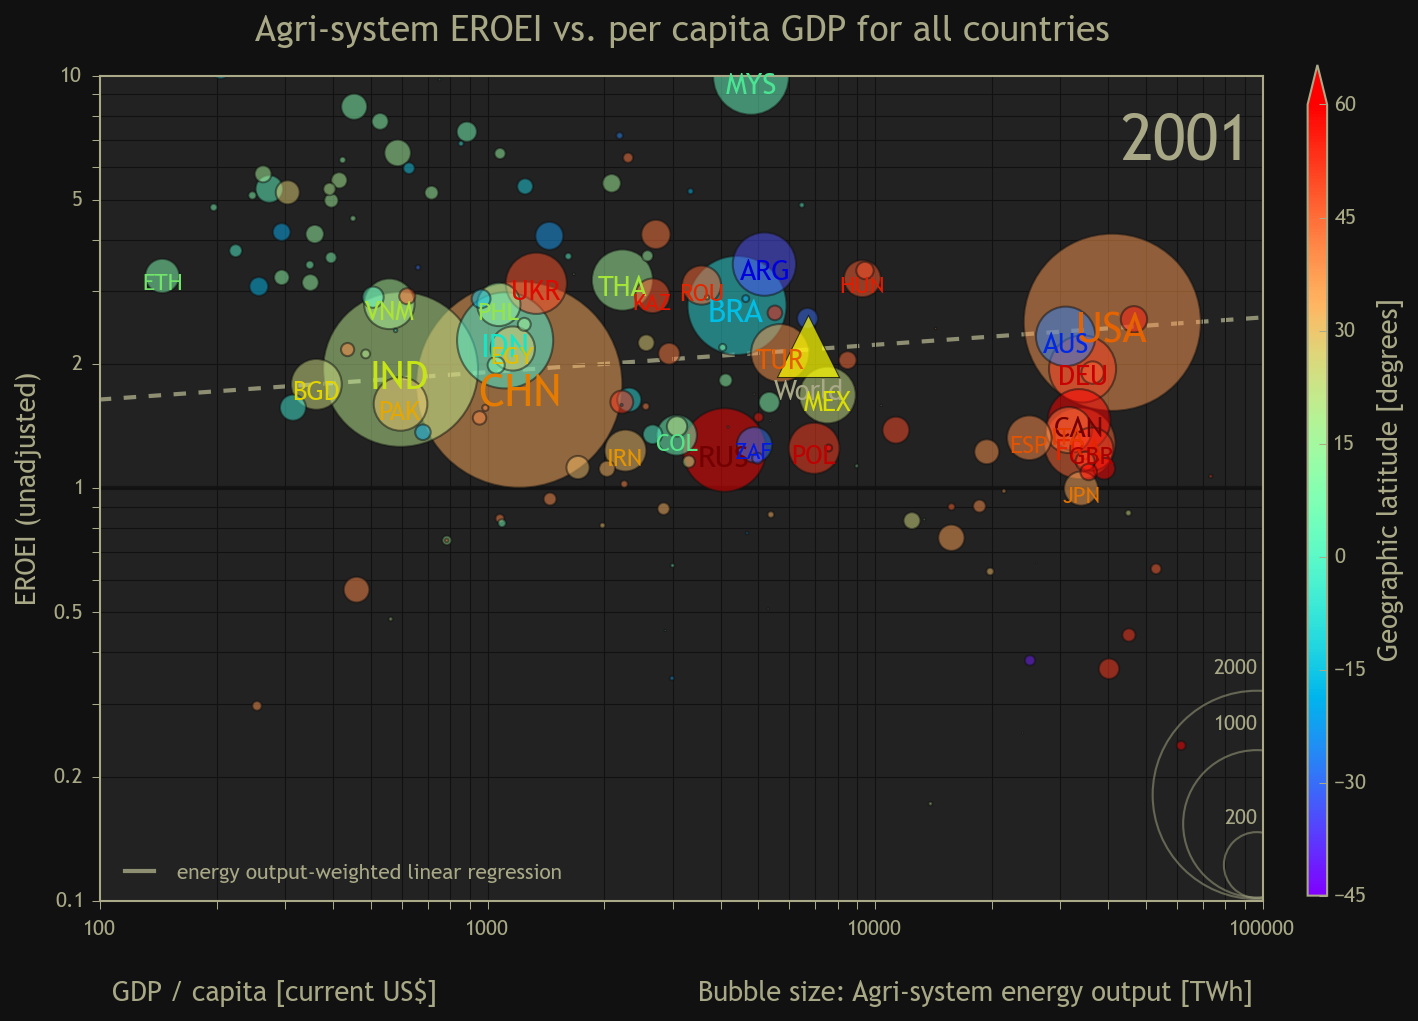 Agri-system EROEI vs. per capita GDP for all countries
2001
EROEI (unadjusted)
10
5
2
1
0.5
0.2
0.1
MYS
ETH
VNM
PHL
UKR
THA
KAZ
ROU
BRA
ARG
HUN
USA
AUS
IDN
EGY
IND
CHN
BGD
PAK
TUR
World
MEX
DEU
CAN
COL
IRN
RUS
ZAF
POL
ESP
GBR
JPN
2000
1000
200
energy output-weighted linear regression
100
1000
10000
100000
GDP / capita [current US$]
Bubble size: Agri-system energy output [TWh]
60
45
30
15
0
−15
−30
−45
Geographic latitude [degrees]